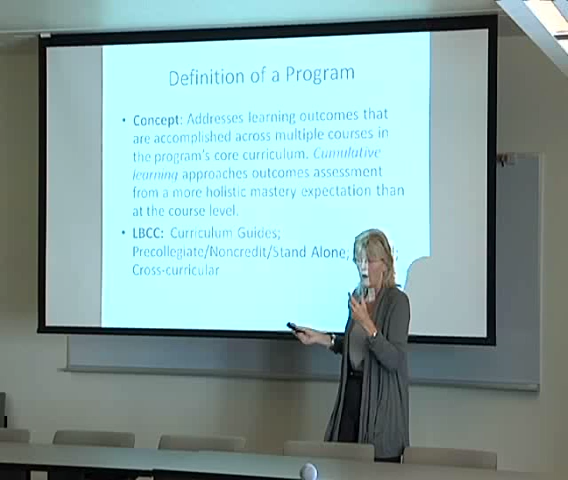 Definition of a Program
• Concept: Addresses learning outcomes that
are accomplished across multiple courses in
the program's core curriculum. Cumulative
learning approaches outcomes assessment
from a more holistic mastery expectation than
at the course level.
• LBCC: Curriculum Guides;
Precollegiate/Noncredit/Stand Alone;
Cross-curricular